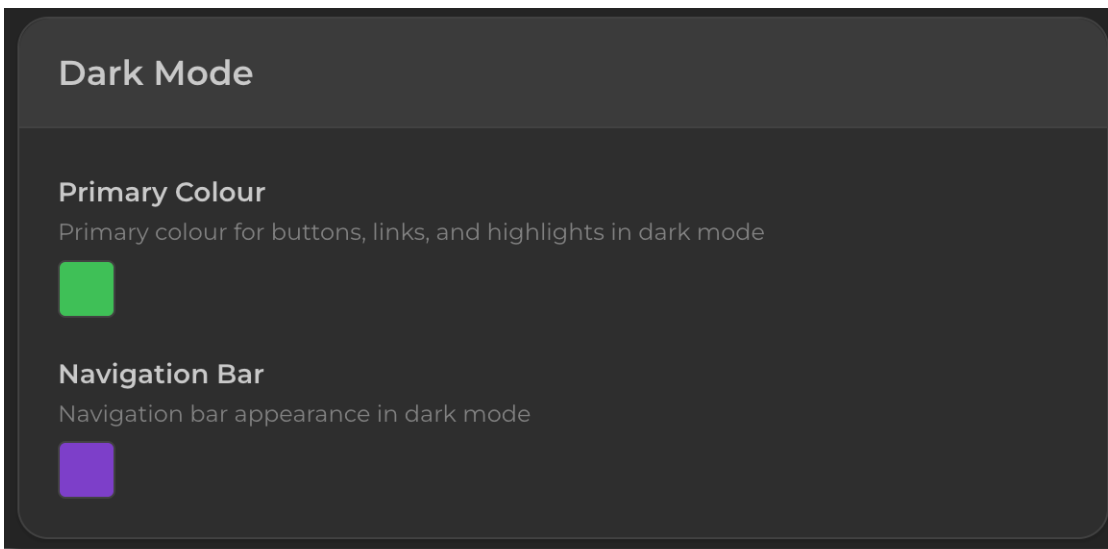 Dark Mode
Primary Colour
Primary colour for buttons, links, and highlights in dark mode
Navigation Bar
Navigation bar appearance in dark mode